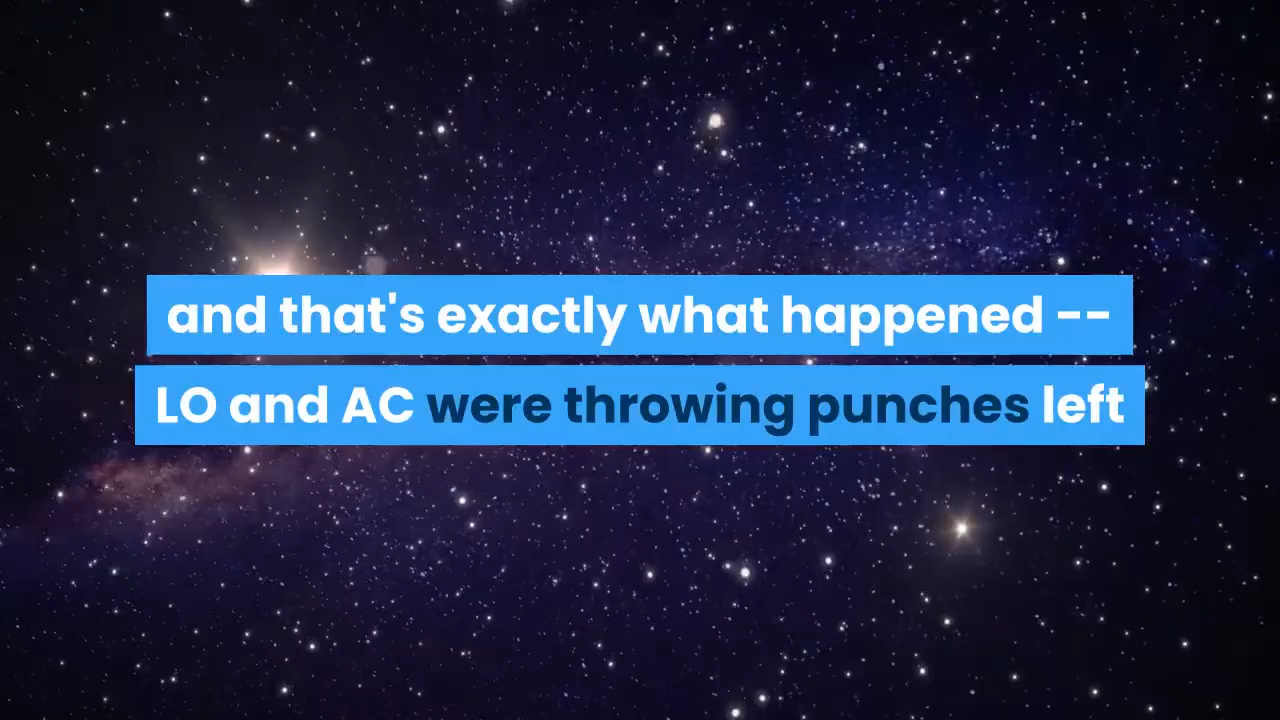 and that's exactly what happened --
LO and AC were throwing punches left